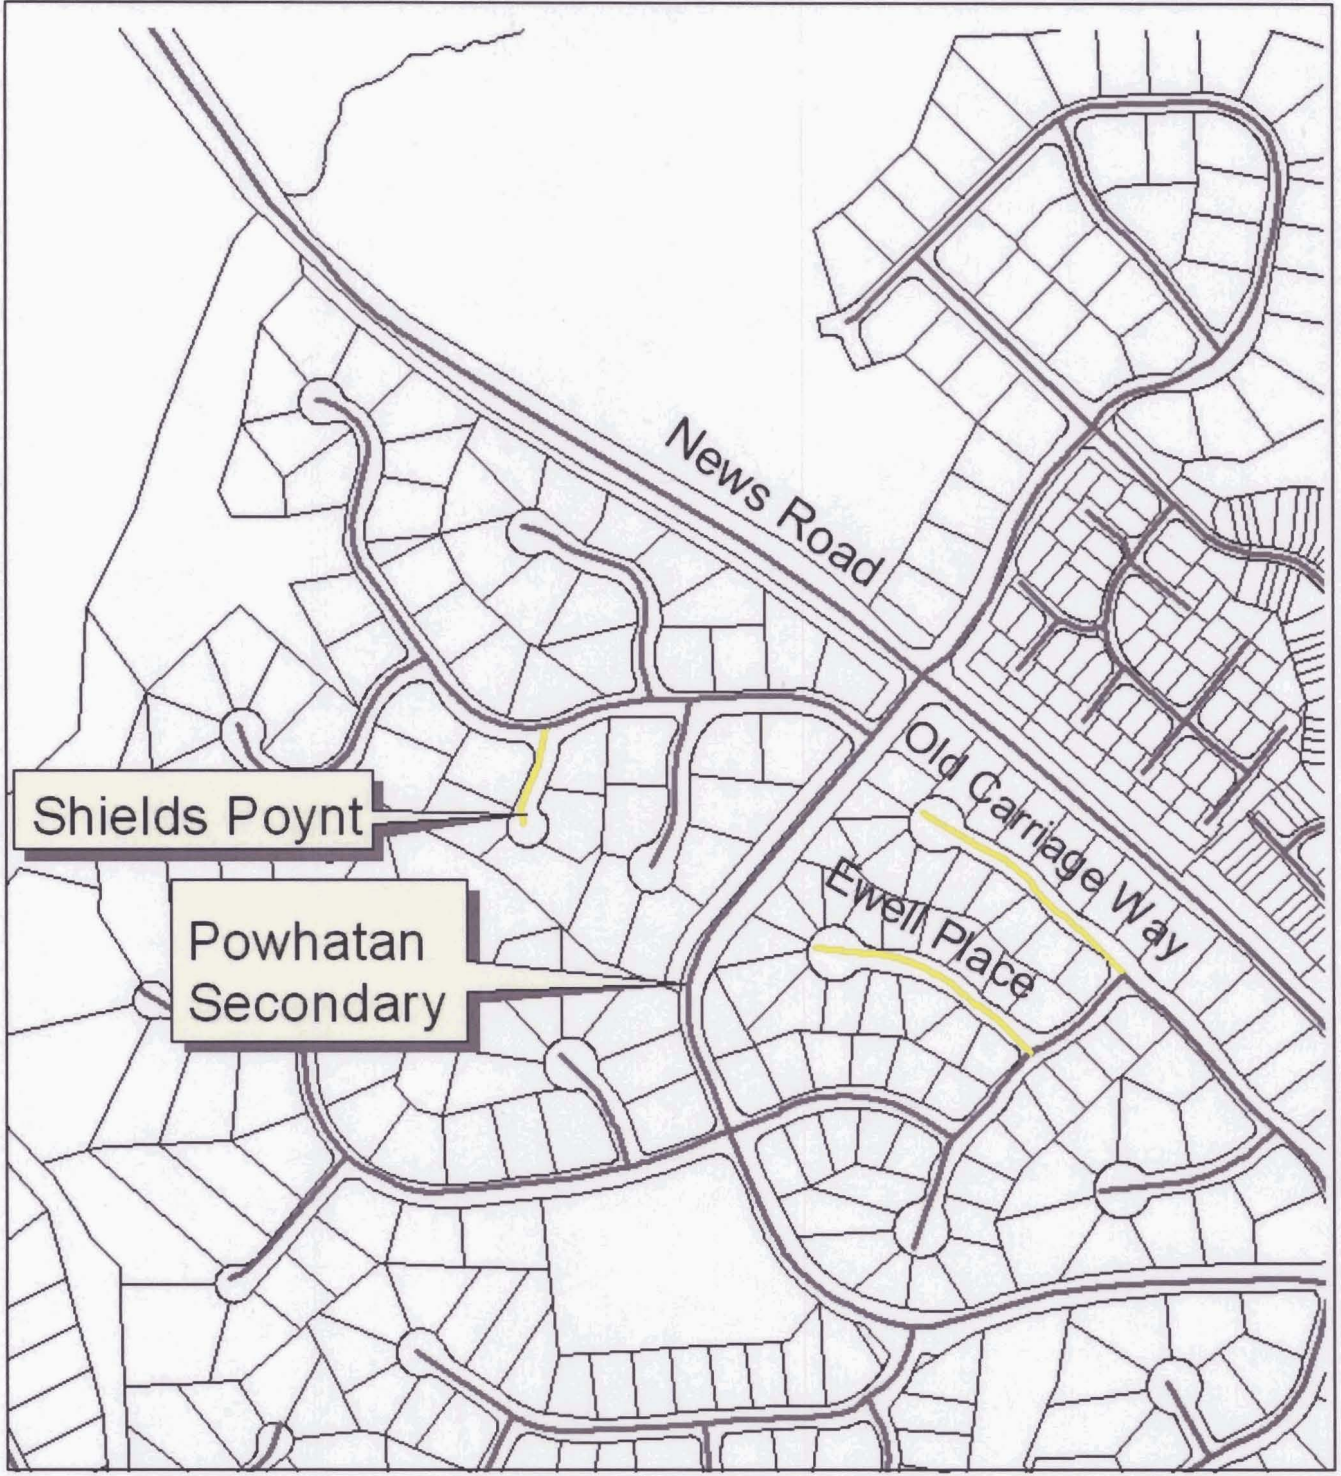 News Road
Old Carriage Way
Shields Poynt
Ewell Place
Powhatan
Secondary